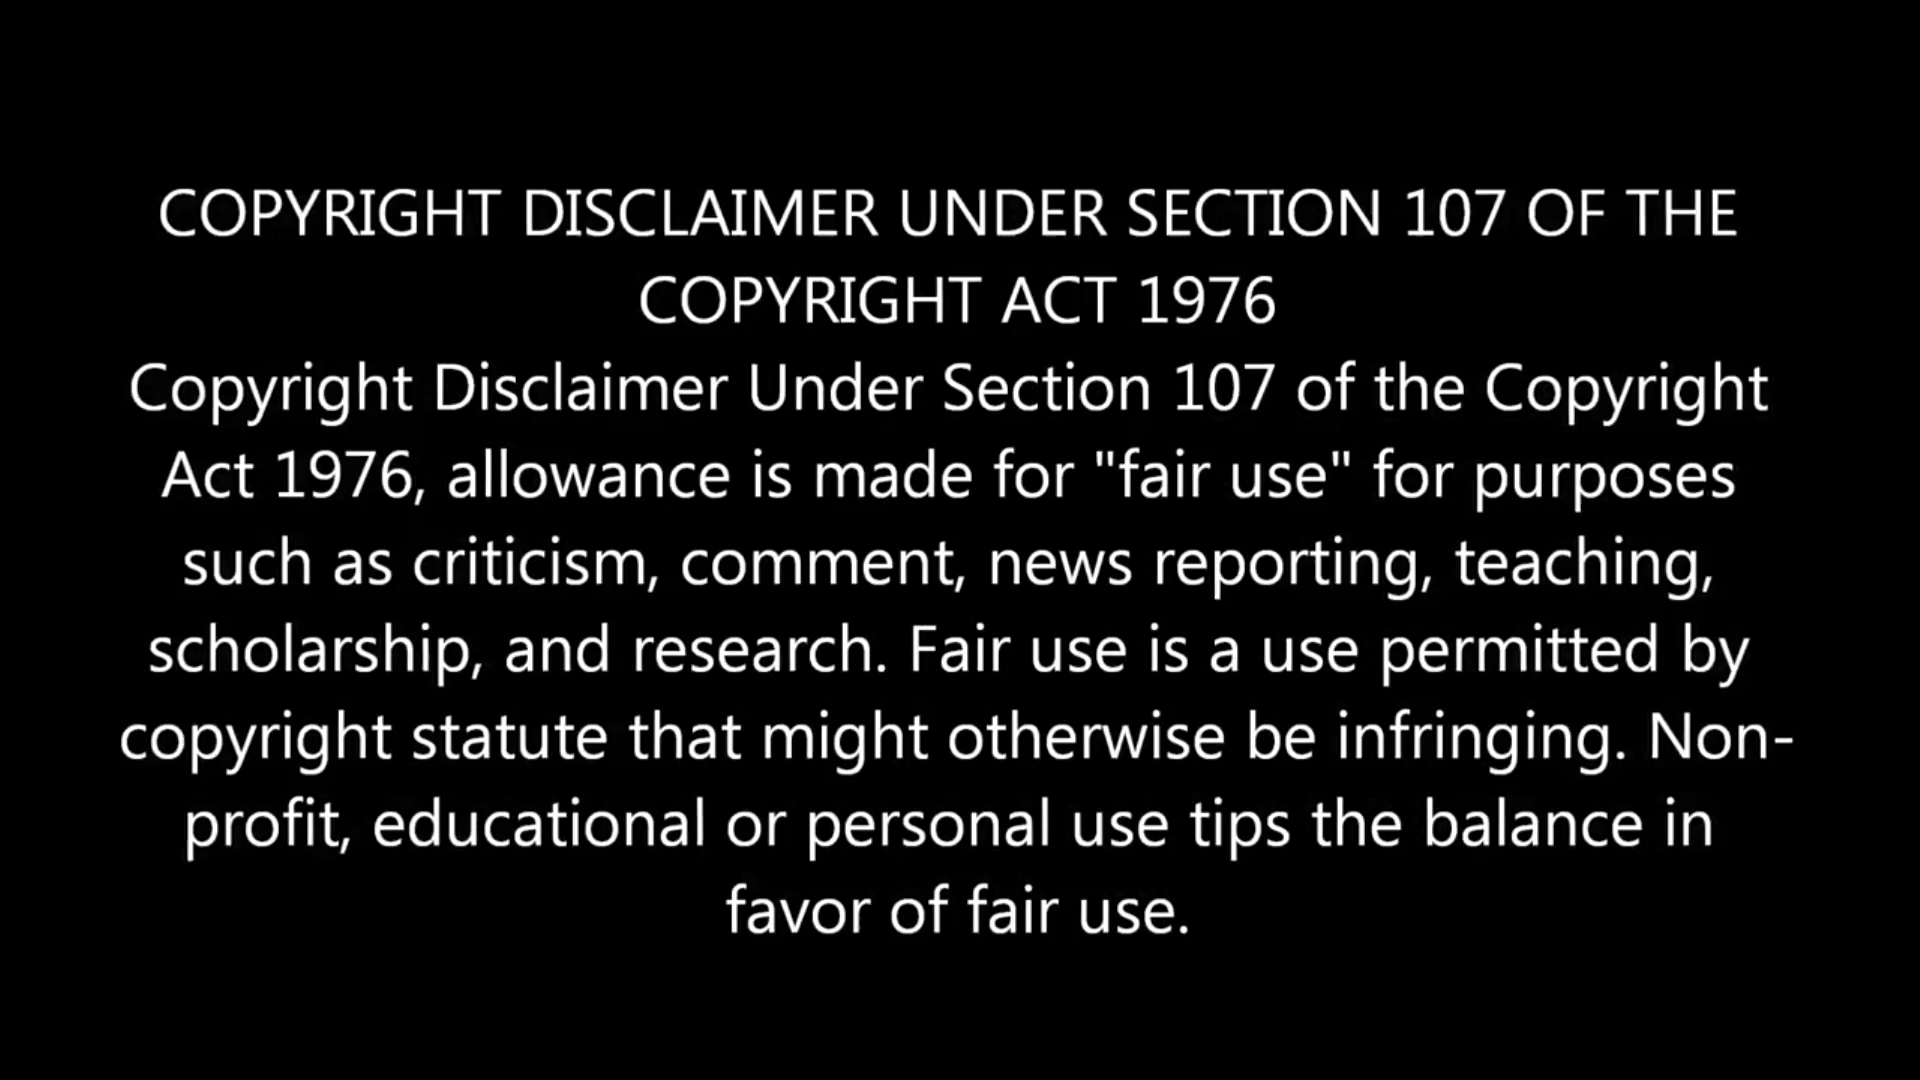 COPYRIGHT DISCLAIMER UNDER SECTION 107 OF THE
COPYRIGHT ACT 1976
Copyright Disclaimer Under Section 107 of the Copyright
Act 1976, allowance is made for "fair use" for purposes
such as criticism, comment, news reporting, teaching,
scholarship, and research. Fair use is a use permitted by
copyright statute that might otherwise be infringing. Non-
profit, educational or personal use tips the balance in
favor of fair use.